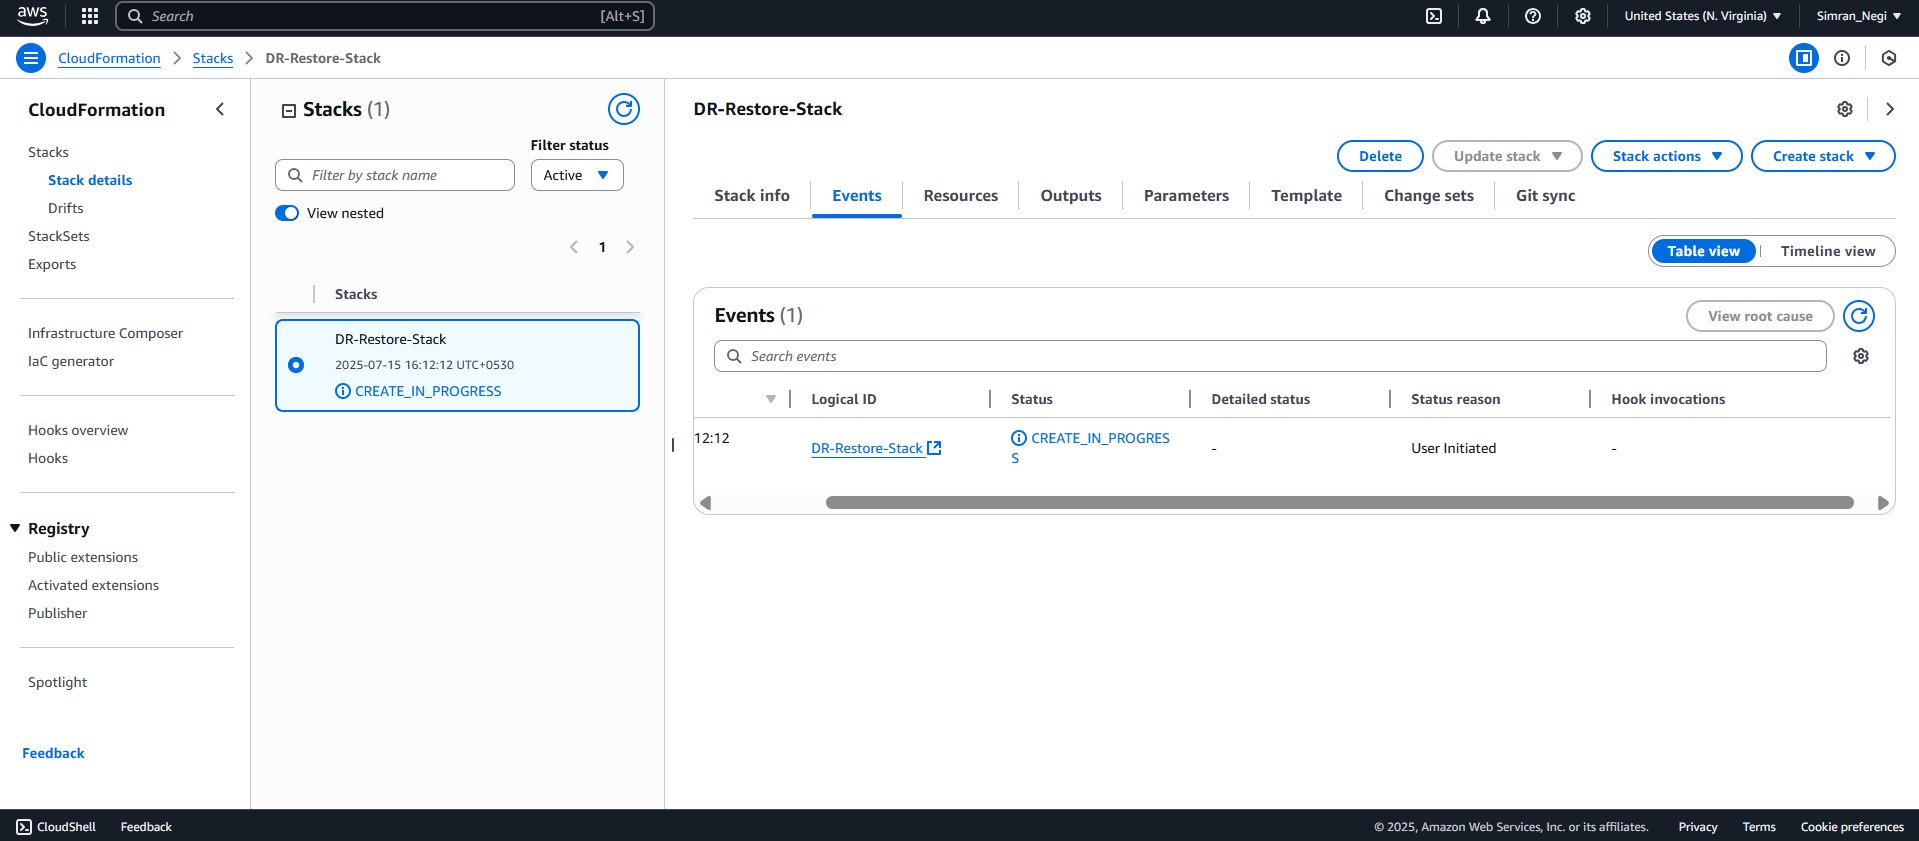 aws
Search [Alt+S]
United States (N. Virginia)
Simran_Negi
CloudFormation
Stacks
DR-Restore-Stack
CloudFormation
Stacks
Stack details
Drifts
StackSets
Exports
Infrastructure Composer
IaC generator
Hooks overview
Hooks
Registry
Public extensions
Activated extensions
Publisher
Spotlight
Feedback
Stacks (1)
Filter status
Filter by stack name
Active
View nested
1
Stacks
DR-Restore-Stack
2025-07-15 16:12:12 UTC+0530
CREATE_IN_PROGRESS
DR-Restore-Stack
Delete
Update stack
Stack actions
Create stack
Stack info
Events
Resources
Outputs
Parameters
Template
Change sets
Git sync
Table view
Timeline view
Events (1)
View root cause
Search events
Logical ID
Status
Detailed status
Status reason
Hook invocations
12:12
DR-Restore-Stack
CREATE_IN_PROGRES
S
-
User Initiated
-
CloudShell
Feedback
© 2025, Amazon Web Services, Inc. or its affiliates.
Privacy
Terms
Cookie preferences